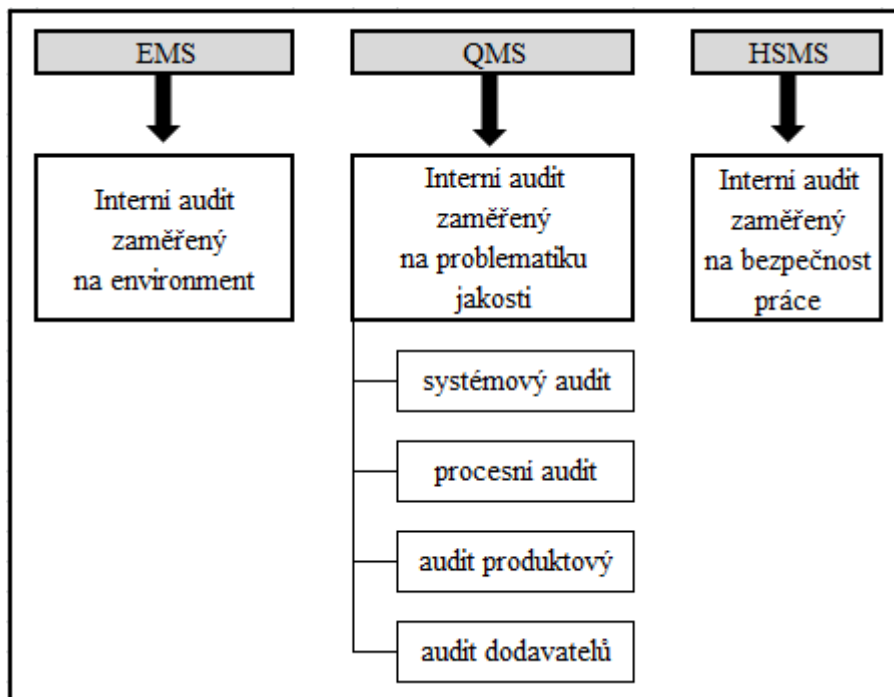 EMS
QMS
HSMS
Interní audit
zaměřený
na environment
Interní audit
zaměřený
na problematiku
jakosti
Interní audit
zaměřený
na bezpečnost
práce
systémový audit
procesní audit
audit produktový
audit dodavatelů